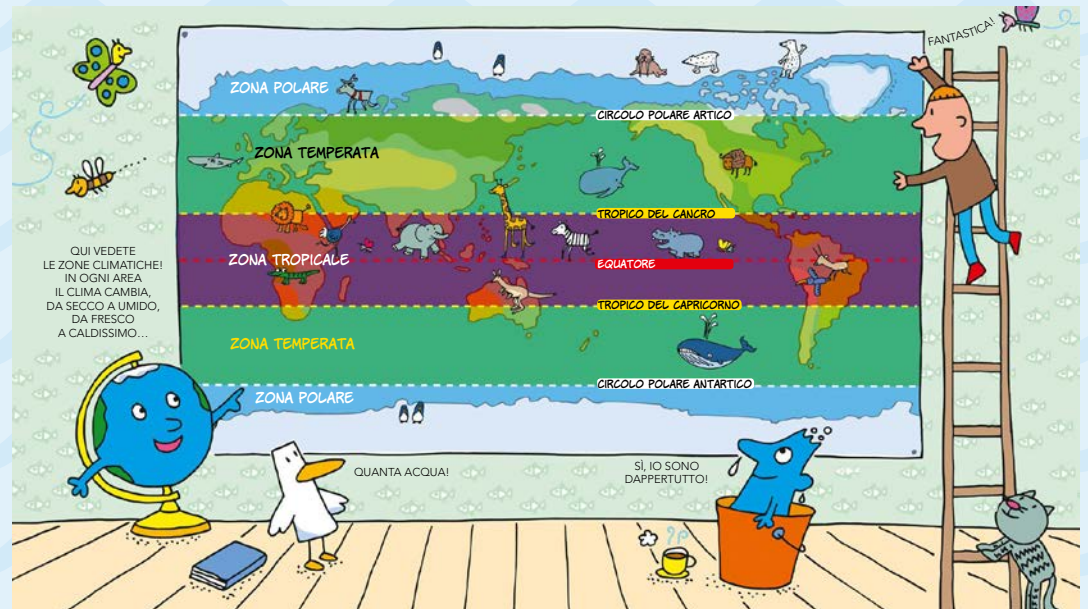 FANTASTICA!
ZONA POLARE
CIRCOLO POLARE ARTICO
ZONA TEMPERATA
TROPICO DEL CANCRO
QUI VEDETE
LE ZONE CLIMATICHE!
IN OGNI AREA
IL CLIMA CAMBIA,
DA SECCO A UMIDO,
DA FRESCO
A CALDISSIMO...
ZONA TROPICALE
EQUATORE
TROPICO DEL CAPRICORNO
ZONA TEMPERATA
CIRCOLO POLARE ANTARTICO
ZONA POLARE
QUANTA ACQUA!
SÌ, IO SONO
DAPPERTUTTO!